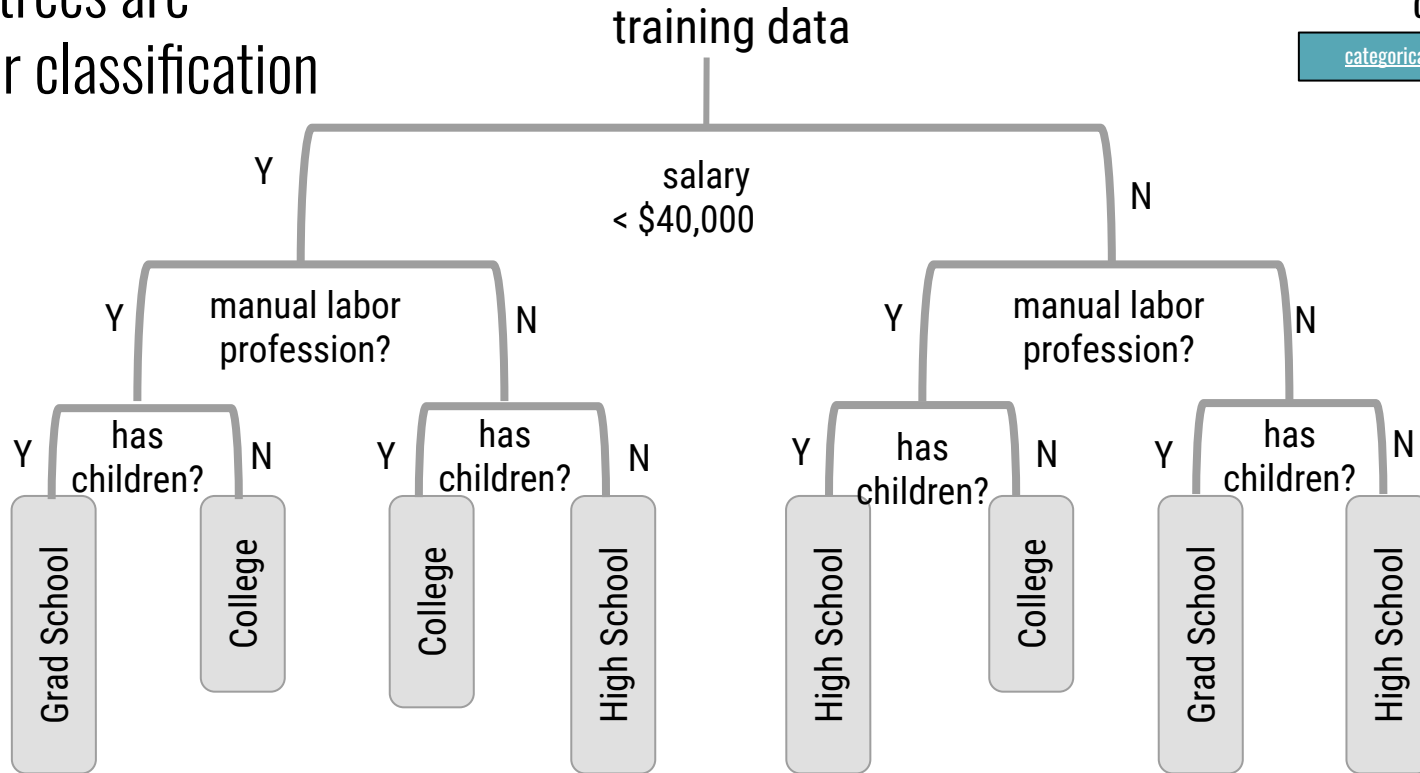 trees are
r classification
training data
categorica
Y
salary
< $40,000
N
Y
manual labor
profession?
N
Y
manual labor
profession?
N
Y
has
children?
N
Y
has
children?
N
Y
has
children?
N
Y
has
children?
N
Grad School
College
College
High School
High School
College
Grad School
High School